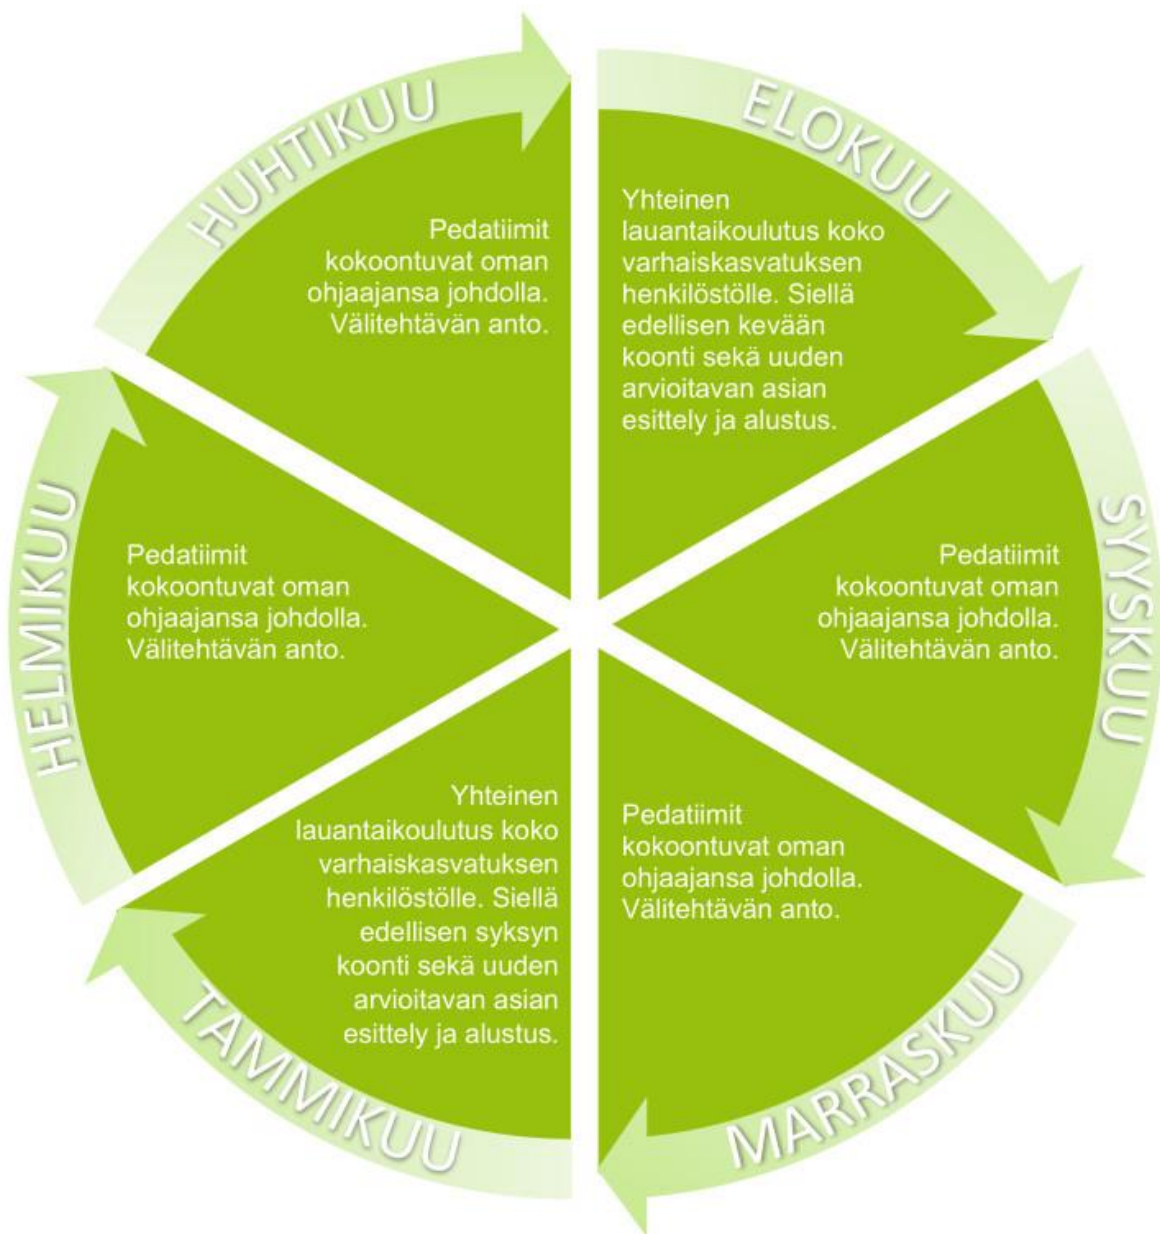 ELOKUU
Yhteinen
lauantaikoulutus koko
varhaiskasvatuksen
henkilöstölle. Siellä
edellisen kevään
koonti sekä uuden
arvioitavan asian
esittely ja alustus.
SYYSKUU
Pedatiimit
kokoontuvat oman
ohjaajansa johdolla.
Välitehtävän anto.
MARRASKUU
Pedatiimit
kokoontuvat oman
ohjaajansa johdolla.
Välitehtävän anto.
TAMMIKUU
Yhteinen
lauantaikoulutus koko
varhaiskasvatuksen
henkilöstölle. Siellä
edellisen syksyn
koonti sekä uuden
arvioitavan asian
esittely ja alustus.
HELMIKUU
Pedatiimit
kokoontuvat oman
ohjaajansa johdolla.
Välitehtävän anto.
HUHTIKUU
Pedatiimit
kokoontuvat oman
ohjaajansa johdolla.
Välitehtävän anto.